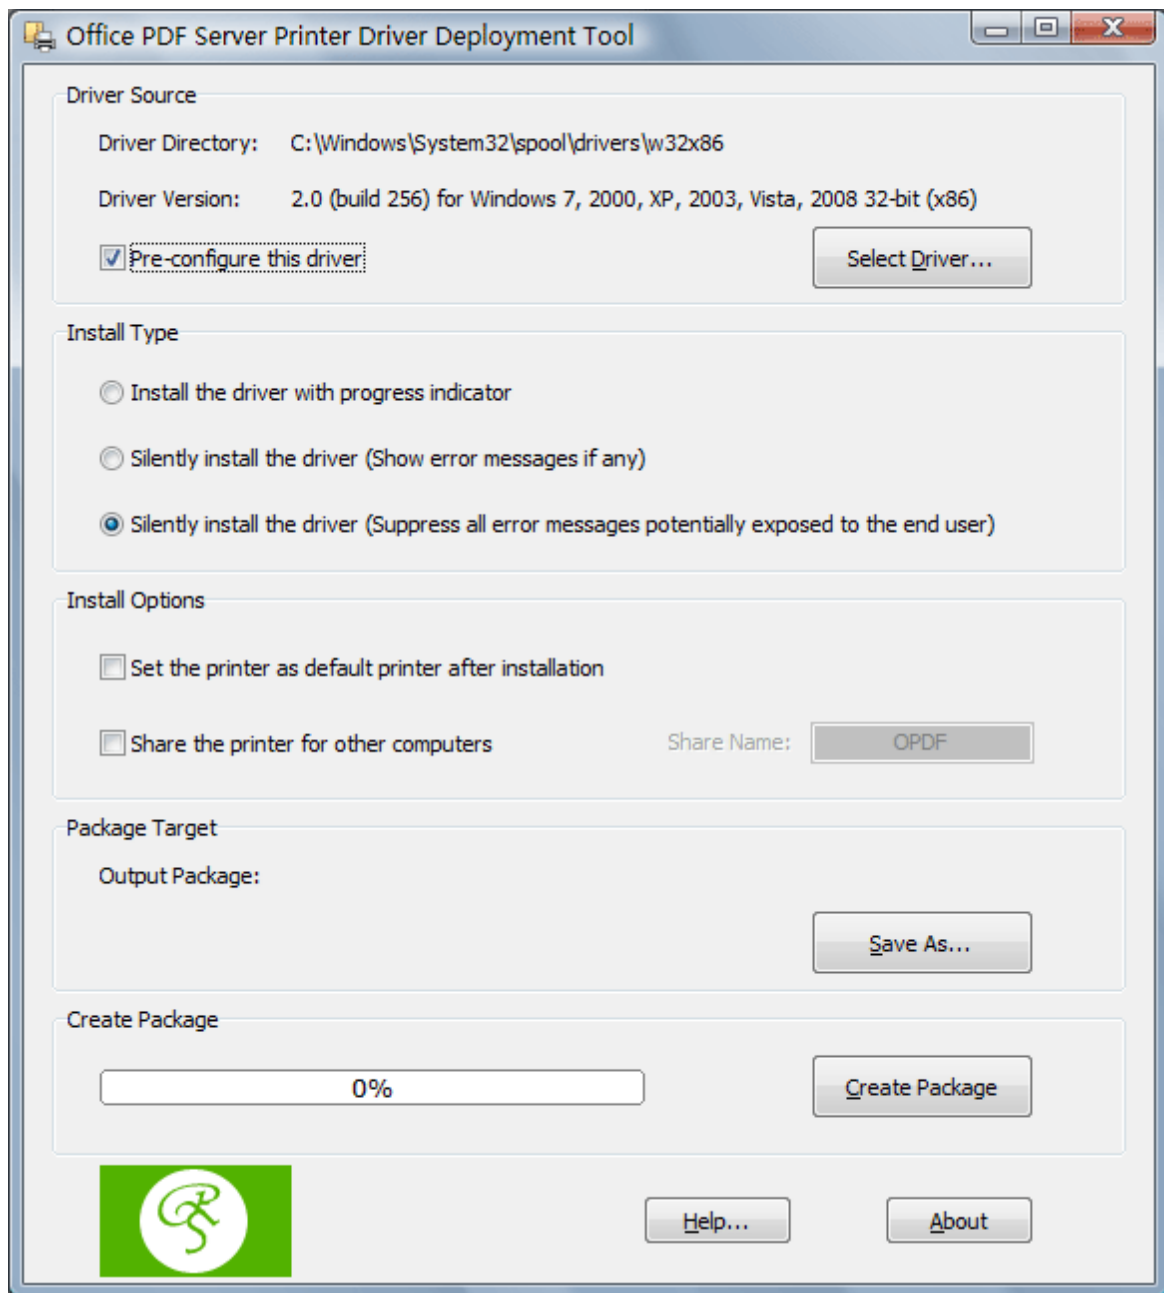 Office PDF Server Printer Driver Deployment Tool
Driver Source
Driver Directory: C:\Windows\System32\spool\drivers\w32x86
Driver Version: 2.0 (build 256) for Windows 7, 2000, XP, 2003, Vista, 2008 32-bit (x86)
Pre-configure this driver Select Driver...
Install Type
Install the driver with progress indicator
Silently install the driver (Show error messages if any)
Silently install the driver (Suppress all error messages potentially exposed to the end user)
Install Options
Set the printer as default printer after installation
Share the printer for other computers Share Name: OPDF
Package Target
Output Package:
Save As...
Create Package
0% Create Package
Help... About